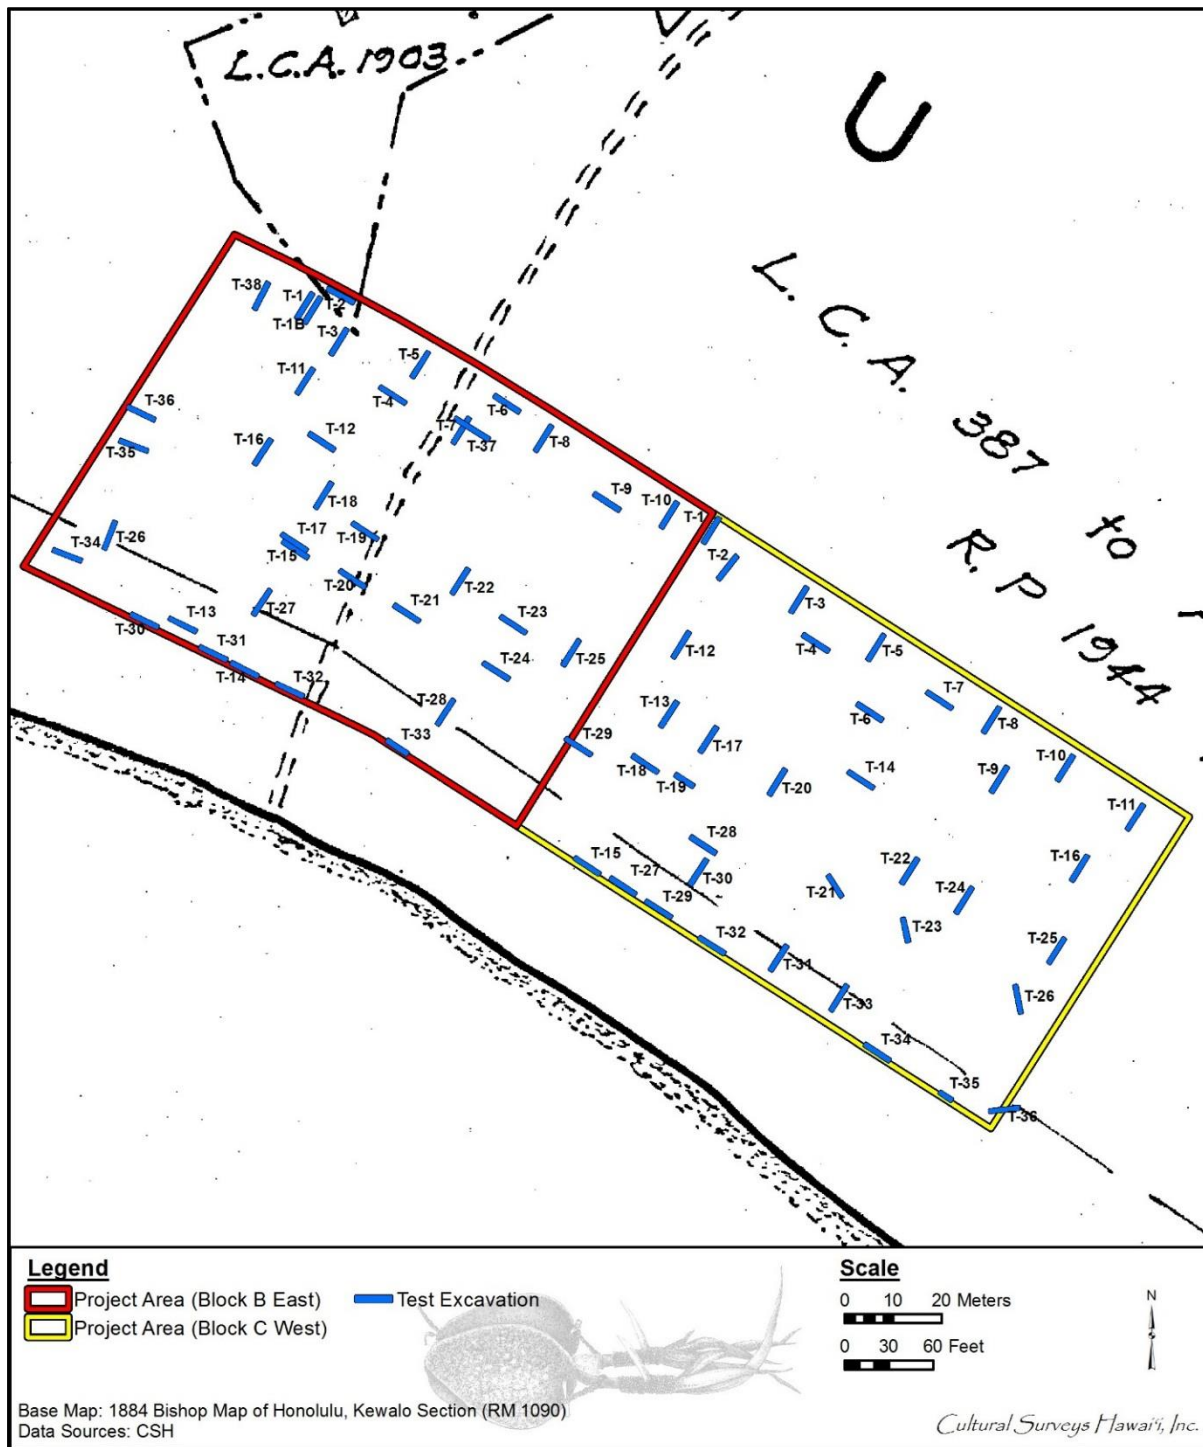 L.C.A. 1903
U
L. C. A. 387 to
R. P 1944
T-38
T-1
T-2
T-1B
T-3
T-5
T-11
T-4
T-6
T-36
T-7
T-37
T-8
T-35
T-16
T-12
T-18
T-9
T-10
T-34
T-26
T-17
T-15
T-19
T-20
T-22
T-21
T-23
T-27
T-30
T-13
T-31
T-14
T-32
T-24
T-25
T-28
T-33
T-29
T-1
T-2
T-3
T-4
T-5
T-12
T-7
T-13
T-6
T-8
T-17
T-10
T-18
T-19
T-20
T-14
T-9
T-11
T-28
T-15
T-27
T-30
T-29
T-22
T-16
T-21
T-24
T-32
T-23
T-31
T-25
T-33
T-26
T-34
T-35
T-36
Legend
Project Area (Block B East)
Test Excavation
Project Area (Block C West)
Scale
0 10 20 Meters
0 30 60 Feet
N
Base Map: 1884 Bishop Map of Honolulu, Kewalo Section (RM 1090)
Data Sources: CSH
Cultural Surveys Hawai‘i, Inc.